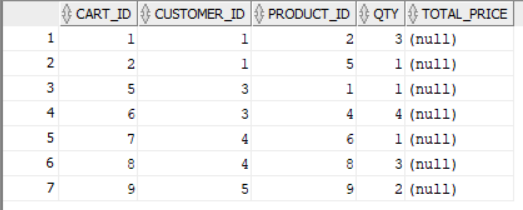 CART_ID CUSTOMER_ID PRODUCT_ID QTY TOTAL_PRICE
1 1 1 2 3 (null)
2 2 1 5 1 (null)
3 5 3 1 1 (null)
4 6 3 4 4 (null)
5 7 4 6 1 (null)
6 8 4 8 3 (null)
7 9 5 9 2 (null)